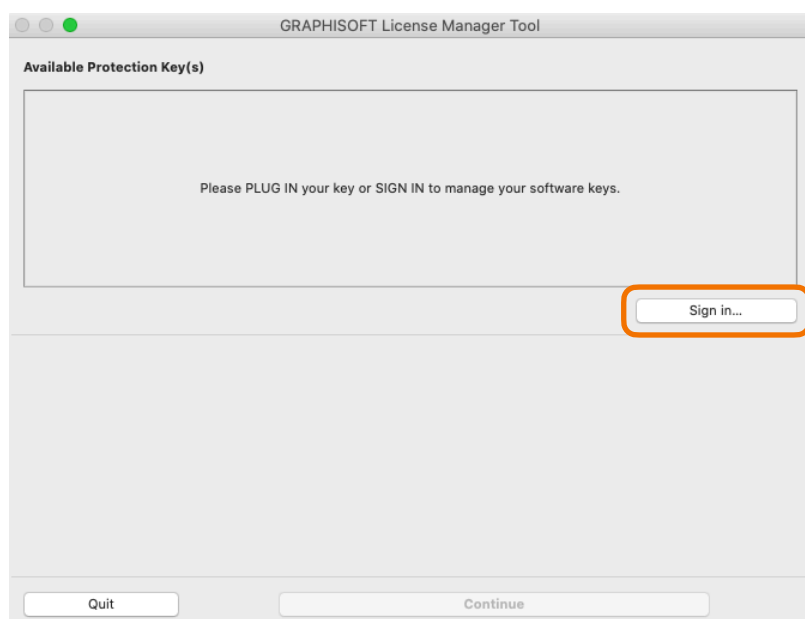 GRAPHISOFT License Manager Tool
Available Protection Key(s)
Please PLUG IN your key or SIGN IN to manage your software keys.
Sign in...
Quit
Continue